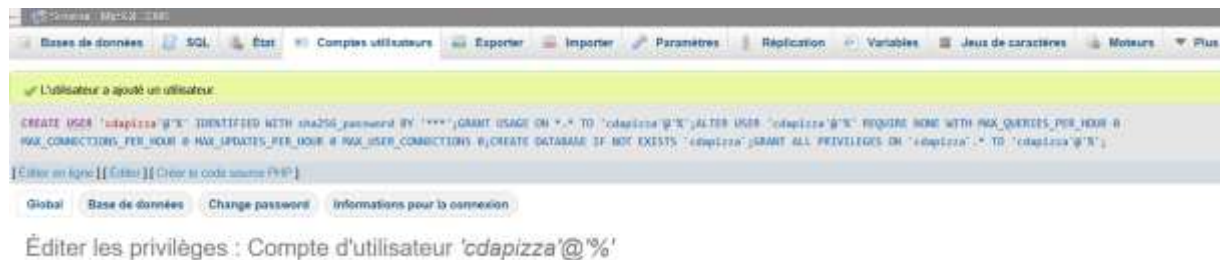 Bases de données SQL État Comptes utilisateurs Exporter Importer Paramètres Réplication Variables Jeux de caractères Moteurs Plus
L'utilisateur a ajouté un utilisateur.
CREATE USER 'cdapizza'@'%' IDENTIFIED WITH sha256_password BY '***';GRANT USAGE ON *.* TO 'cdapizza'@'%';ALTER USER 'cdapizza'@'%' REQUIRE NONE WITH MAX_QUERIES_PER_HOUR 0
MAX_CONNECTIONS_PER_HOUR 0 MAX_UPDATES_PER_HOUR 0 MAX_USER_CONNECTIONS 0;CREATE DATABASE IF NOT EXISTS `cdapizza`;GRANT ALL PRIVILEGES ON `cdapizza`.* TO 'cdapizza'@'%';
[ Éditer en ligne ] [ Éditer ] [ Créer le code source PHP ]
Global Base de données Change password Informations pour la connexion
Éditer les privilèges : Compte d'utilisateur 'cdapizza'@'%'